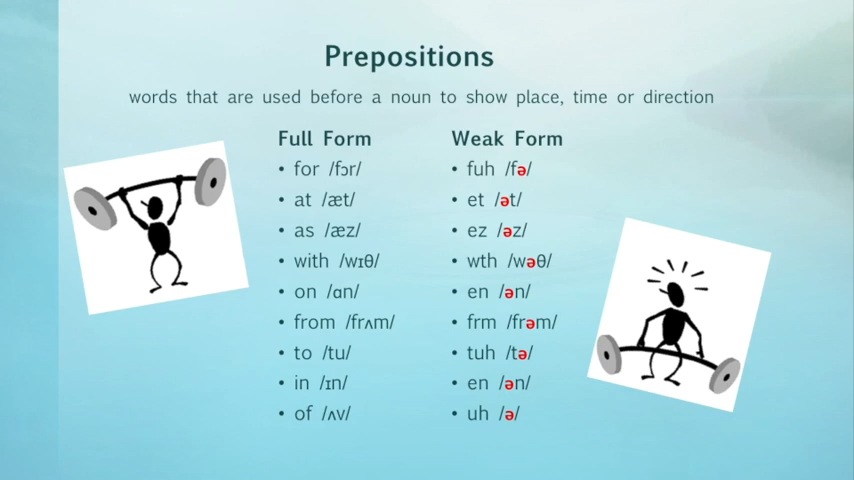 Prepositions
words that are used before a noun to show place, time or direction
Full Form
• for /fɔr/
• at /æt/
• as /æz/
• with /wɪθ/
• on /ɑn/
• from /frʌm/
• to /tu/
• in /ɪn/
• of /ʌv/
Weak Form
• fuh /fə/
• et /ət/
• ez /əz/
• wth /wəθ/
• en /ən/
• frm /frəm/
• tuh /tə/
• en /ən/
• uh /ə/